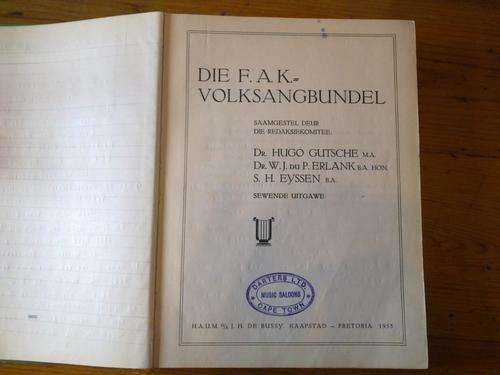 DIE F.A.K.=
VOLKSANGBUNDEL
SAAMGESTEL DEUR
DIE REDAKSIEKOMITEE:
DR. HUGO GUTSCHE M.A.
DR. W. J. DU P. ERLANK B.A. HON.
S. H. EYSSEN B.A.
SEWENDE UITGAWE
DARTERS LTD.
MUSIC SALOONS
CAPE TOWN
H.A.U.M. v/h J. H. DE BUSSY. KAAPSTAD – PRETORIA 1955